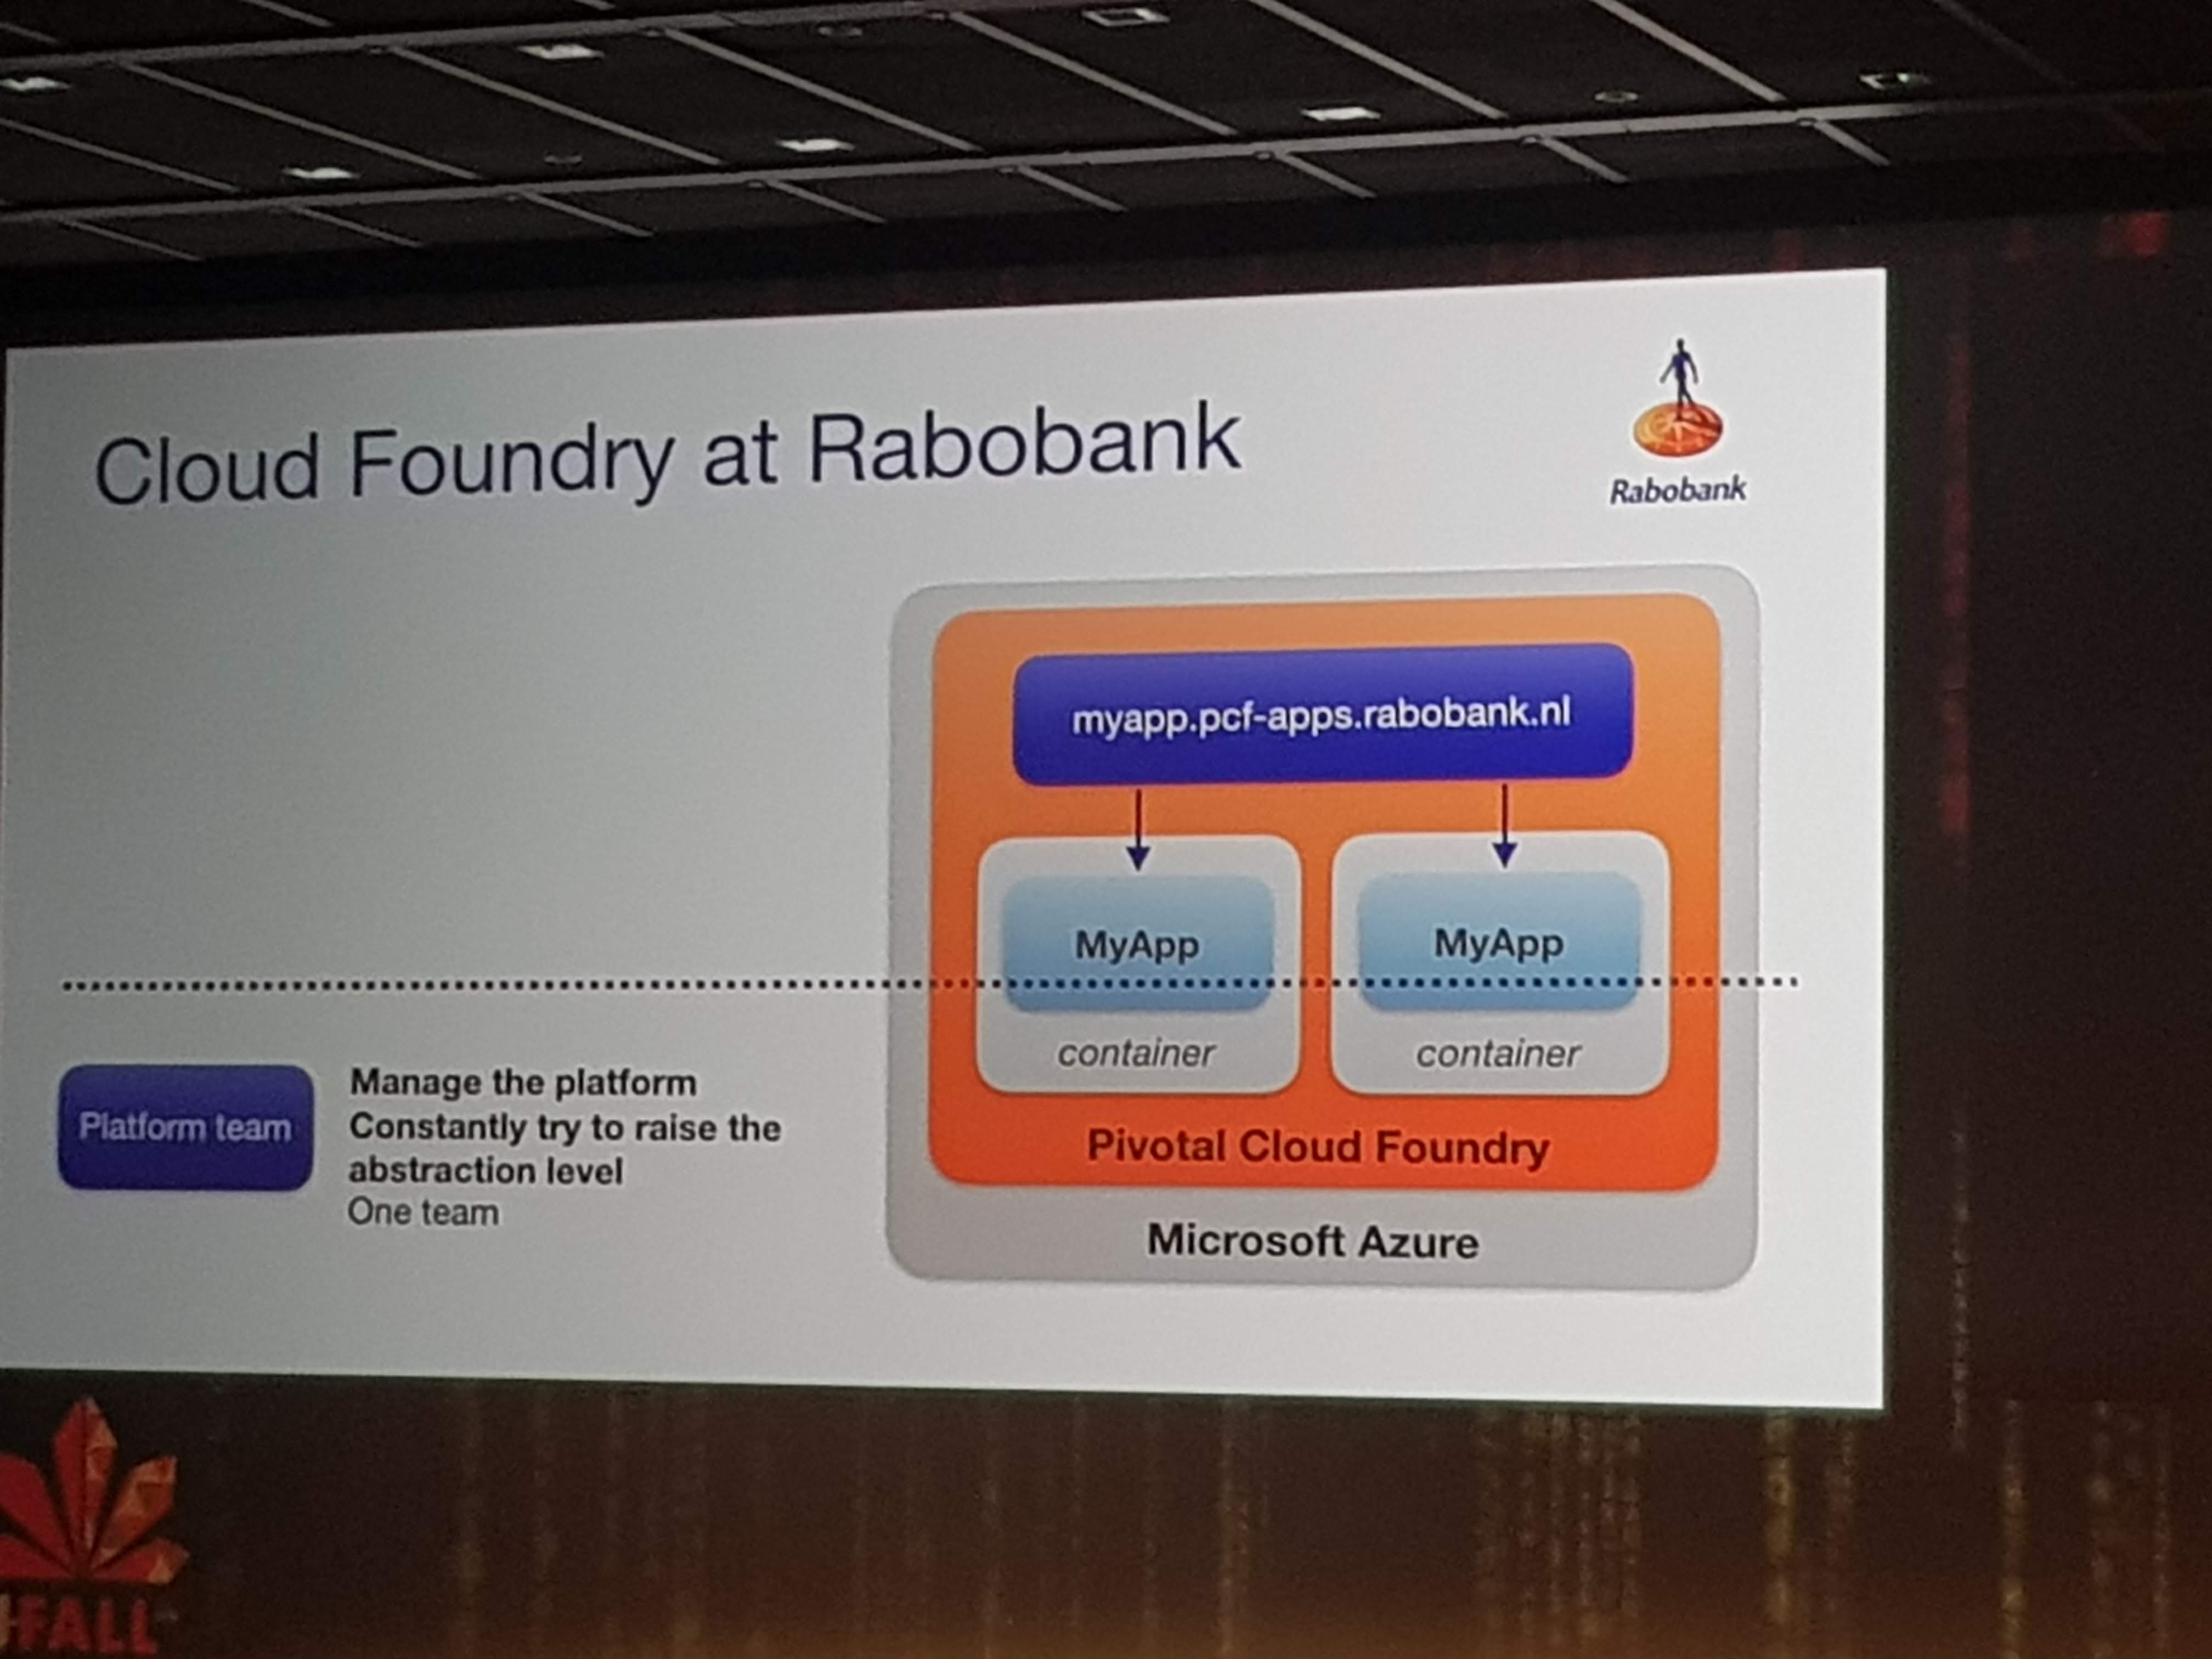 Cloud Foundry at Rabobank
Rabobank
myapp.pcf-apps.rabobank.nl
MyApp
MyApp
container
container
Pivotal Cloud Foundry
Microsoft Azure
Platform team
Manage the platform
Constantly try to raise the
abstraction level
One team
FALL